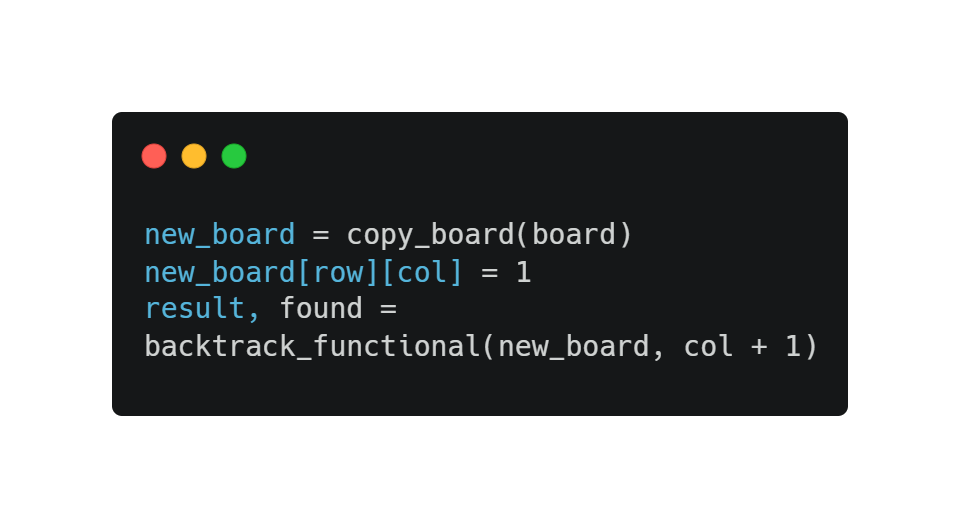 new_board = copy_board(board)
new_board[row][col] = 1
result, found =
backtrack_functional(new_board, col + 1)